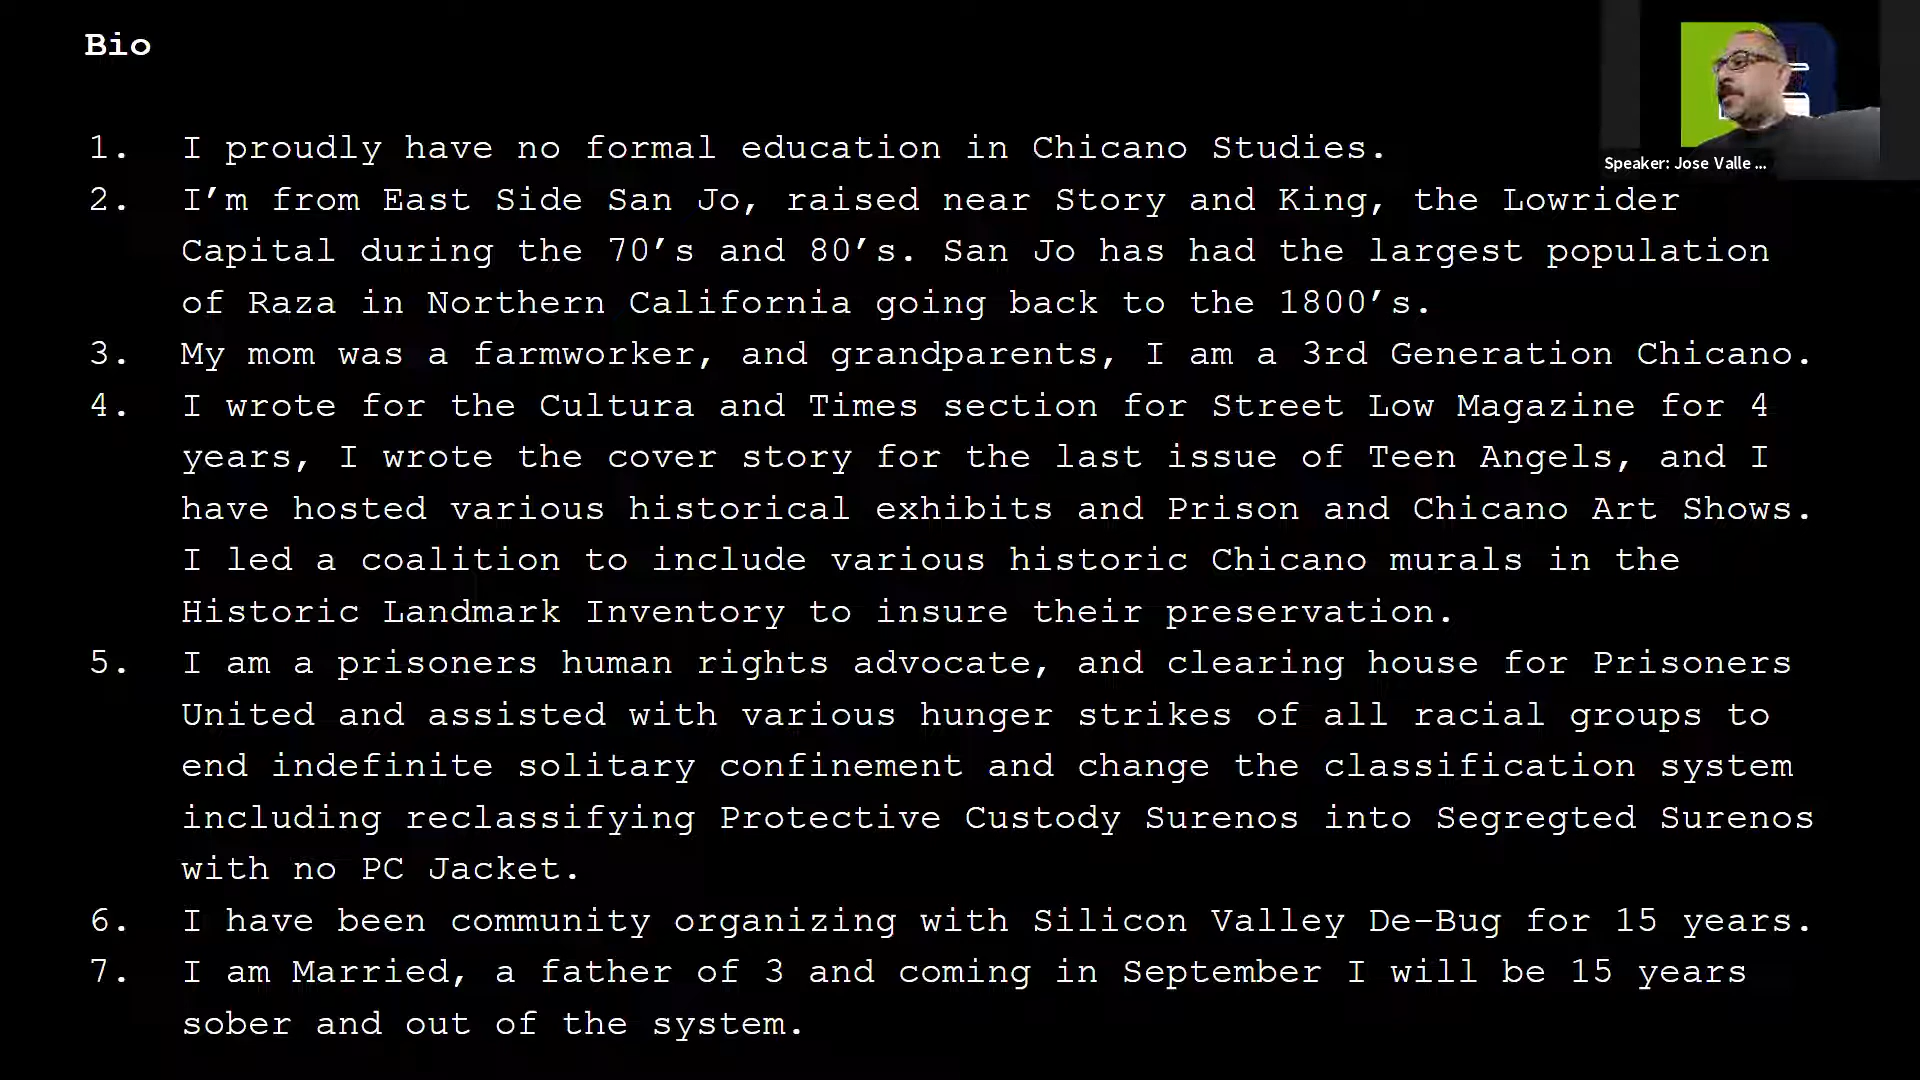 Bio
Speaker: Jose Valle ...
1. I proudly have no formal education in Chicano Studies.
2. I’m from East Side San Jo, raised near Story and King, the Lowrider
Capital during the 70’s and 80’s. San Jo has had the largest population
of Raza in Northern California going back to the 1800’s.
3. My mom was a farmworker, and grandparents, I am a 3rd Generation Chicano.
4. I wrote for the Cultura and Times section for Street Low Magazine for 4
years, I wrote the cover story for the last issue of Teen Angels, and I
have hosted various historical exhibits and Prison and Chicano Art Shows.
I led a coalition to include various historic Chicano murals in the
Historic Landmark Inventory to insure their preservation.
5. I am a prisoners human rights advocate, and clearing house for Prisoners
United and assisted with various hunger strikes of all racial groups to
end indefinite solitary confinement and change the classification system
including reclassifying Protective Custody Surenos into Segregted Surenos
with no PC Jacket.
6. I have been community organizing with Silicon Valley De-Bug for 15 years.
7. I am Married, a father of 3 and coming in September I will be 15 years
sober and out of the system.